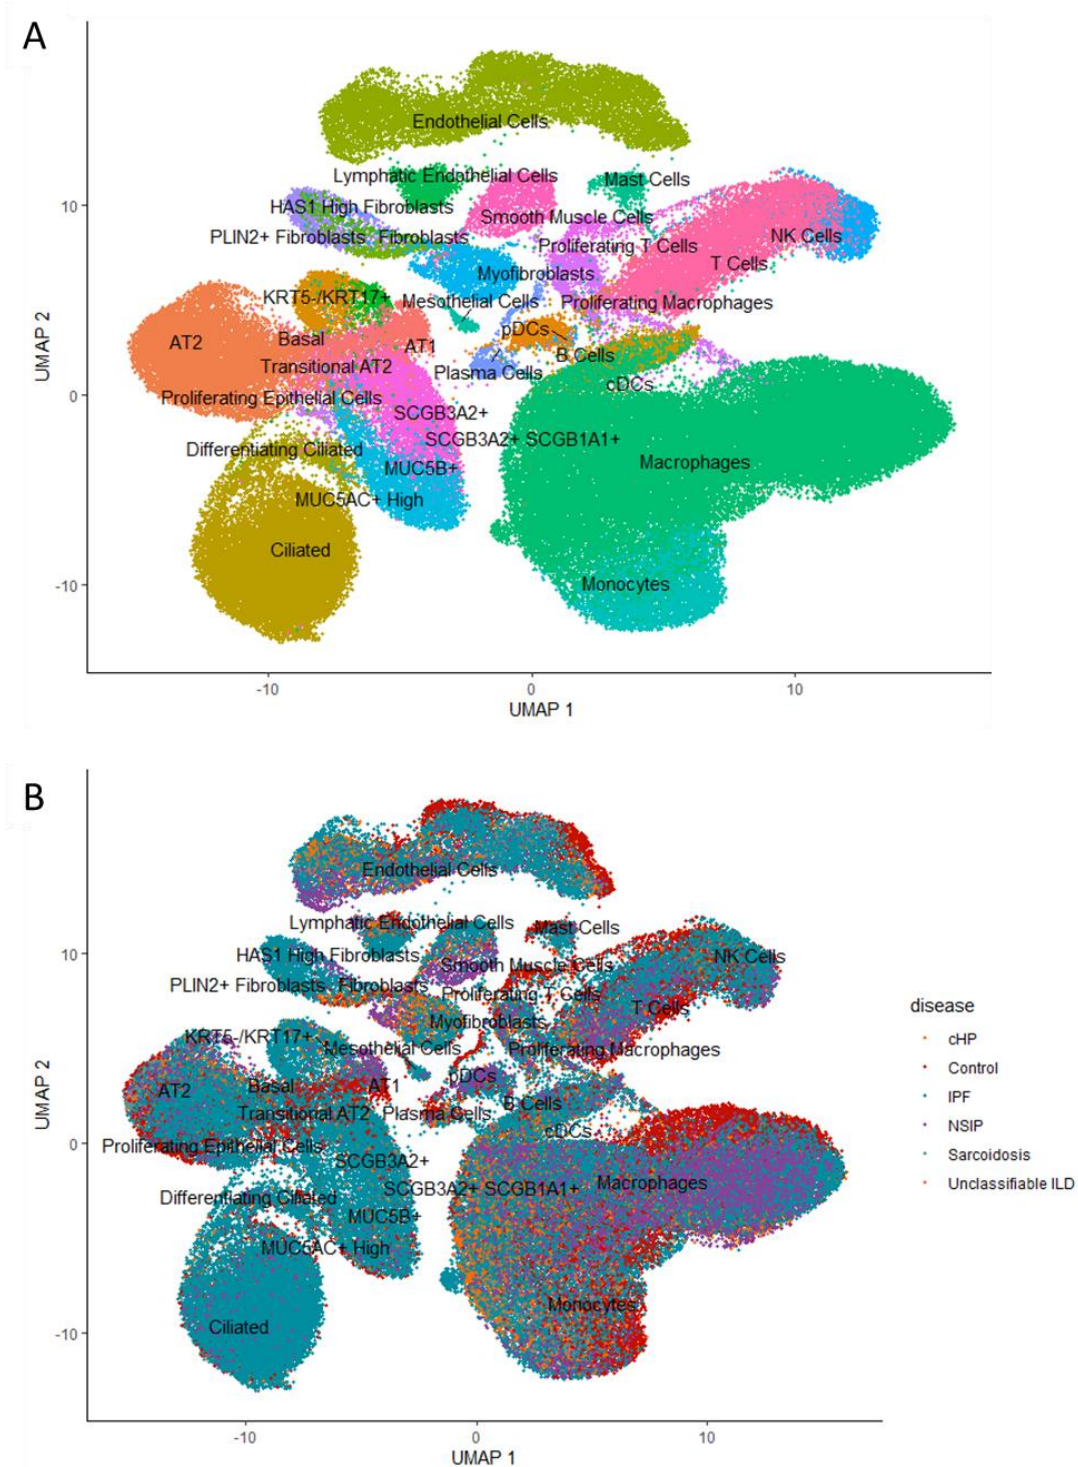 A
Endothelial Cells
Lymphatic Endothelial Cells
Mast Cells
HAS1 High Fibroblasts
Smooth Muscle Cells
PLIN2+ Fibroblasts
Fibroblasts
Proliferating T Cells
NK Cells
T Cells
Myofibroblasts
KRT5-/KRT17+
Mesothelial Cells
Proliferating Macrophages
pDCs
AT2
Basal
AT1
B Cells
Transitional AT2
Plasma Cells
cDCs
Proliferating Epithelial Cells
SCGB3A2+
SCGB3A2+ SCGB1A1+
Differentiating Ciliated
MUC5B+
Macrophages
MUC5AC+ High
Ciliated
Monocytes
10
0
-10
UMAP 2
-10
0
10
UMAP 1
B
Endothelial Cells
Lymphatic Endothelial Cells
Mast Cells
HAS1 High Fibroblasts
Smooth Muscle Cells
NK Cells
PLIN2+ Fibroblasts
Fibroblasts
Proliferating T Cells
T Cells
Myofibroblasts
KRT5-/KRT17+
Mesothelial Cells
Proliferating Macrophages
pDCs
AT2
Basal
AT1
B Cells
Transitional AT2
Plasma Cells
cDCs
Proliferating Epithelial Cells
SCGB3A2+
SCGB3A2+ SCGB1A1+
Macrophages
Differentiating Ciliated
MUC5B+
MUC5AC+ High
Monocytes
Ciliated
10
0
-10
UMAP 2
-10
0
10
UMAP 1
disease
cHP
Control
IPF
NSIP
Sarcoidosis
Unclassifiable ILD